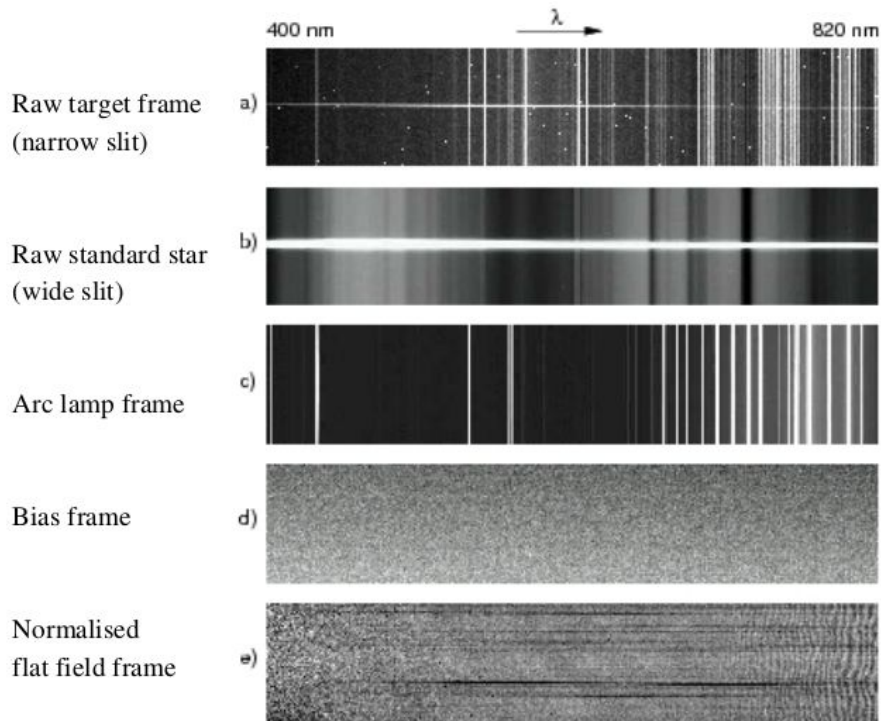 400 nm λ 820 nm
Raw target frame
(narrow slit)
a)
Raw standard star
(wide slit)
b)
Arc lamp frame
c)
Bias frame
d)
Normalised
flat field frame
e)